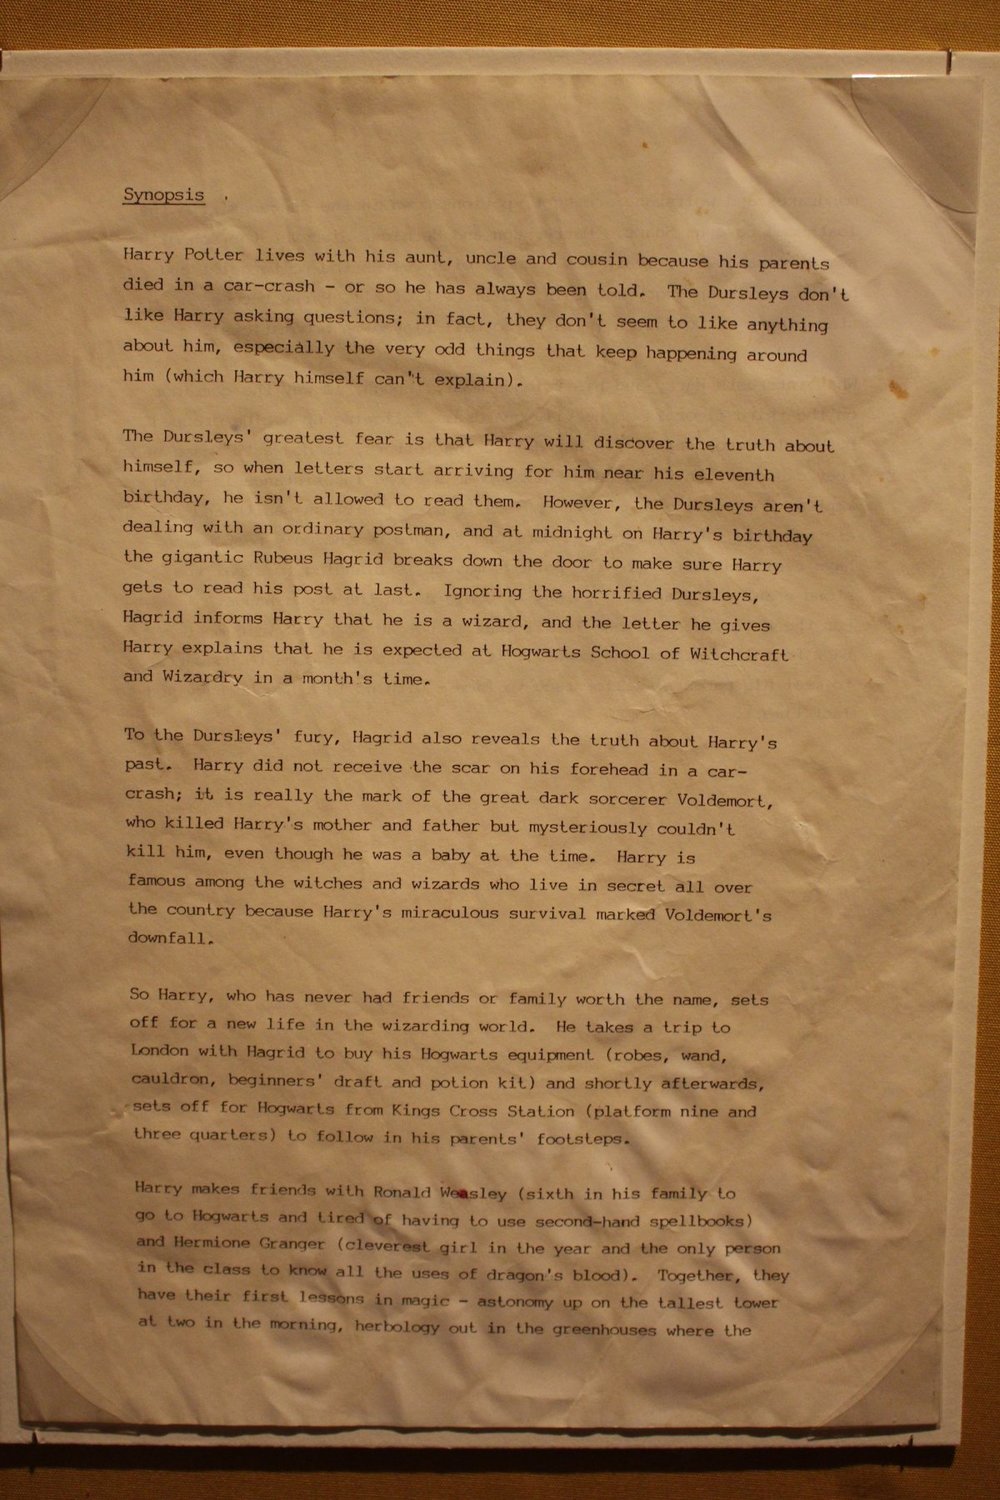 Synopsis .
Harry Potter lives with his aunt, uncle and cousin because his parents
died in a car-crash - or so he has always been told. The Dursleys don't
like Harry asking questions; in fact, they don't seem to like anything
about him, especially the very odd things that keep happening around
him (which Harry himself can't explain).
The Dursleys' greatest fear is that Harry will discover the truth about
himself, so when letters start arriving for him near his eleventh
birthday, he isn't allowed to read them. However, the Dursleys aren't
dealing with an ordinary postman, and at midnight on Harry's birthday
the gigantic Rubeus Hagrid breaks down the door to make sure Harry
gets to read his post at last. Ignoring the horrified Dursleys,
Hagrid informs Harry that he is a wizard, and the letter he gives
Harry explains that he is expected at Hogwarts School of Witchcraft
and Wizardry in a month's time.
To the Dursleys' fury, Hagrid also reveals the truth about Harry's
past. Harry did not receive the scar on his forehead in a car-
crash; it is really the mark of the great dark sorcerer Voldemort,
who killed Harry's mother and father but mysteriously couldn't
kill him, even though he was a baby at the time. Harry is
famous among the witches and wizards who live in secret all over
the country because Harry's miraculous survival marked Voldemort's
downfall.
So Harry, who has never had friends or family worth the name, sets
off for a new life in the wizarding world. He takes a trip to
London with Hagrid to buy his Hogwarts equipment (robes, wand,
cauldron, beginners' draft and potion kit) and shortly afterwards,
sets off for Hogwarts from Kings Cross Station (platform nine and
three quarters) to follow in his parents' footsteps.
Harry makes friends with Ronald Weasley (sixth in his family to
go to Hogwarts and tired of having to use second-hand spellbooks)
and Hermione Granger (cleverest girl in the year and the only person
in the class to know all the uses of dragon's blood). Together, they
have their first lessons in magic - astonomy up on the tallest tower
at two in the morning, herbology out in the greenhouses where the